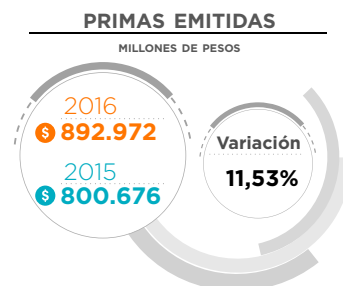 PRIMAS EMITIDAS
MILLONES DE PESOS
2016
$ 892.972
2015
$ 800.676
Variación
11,53%